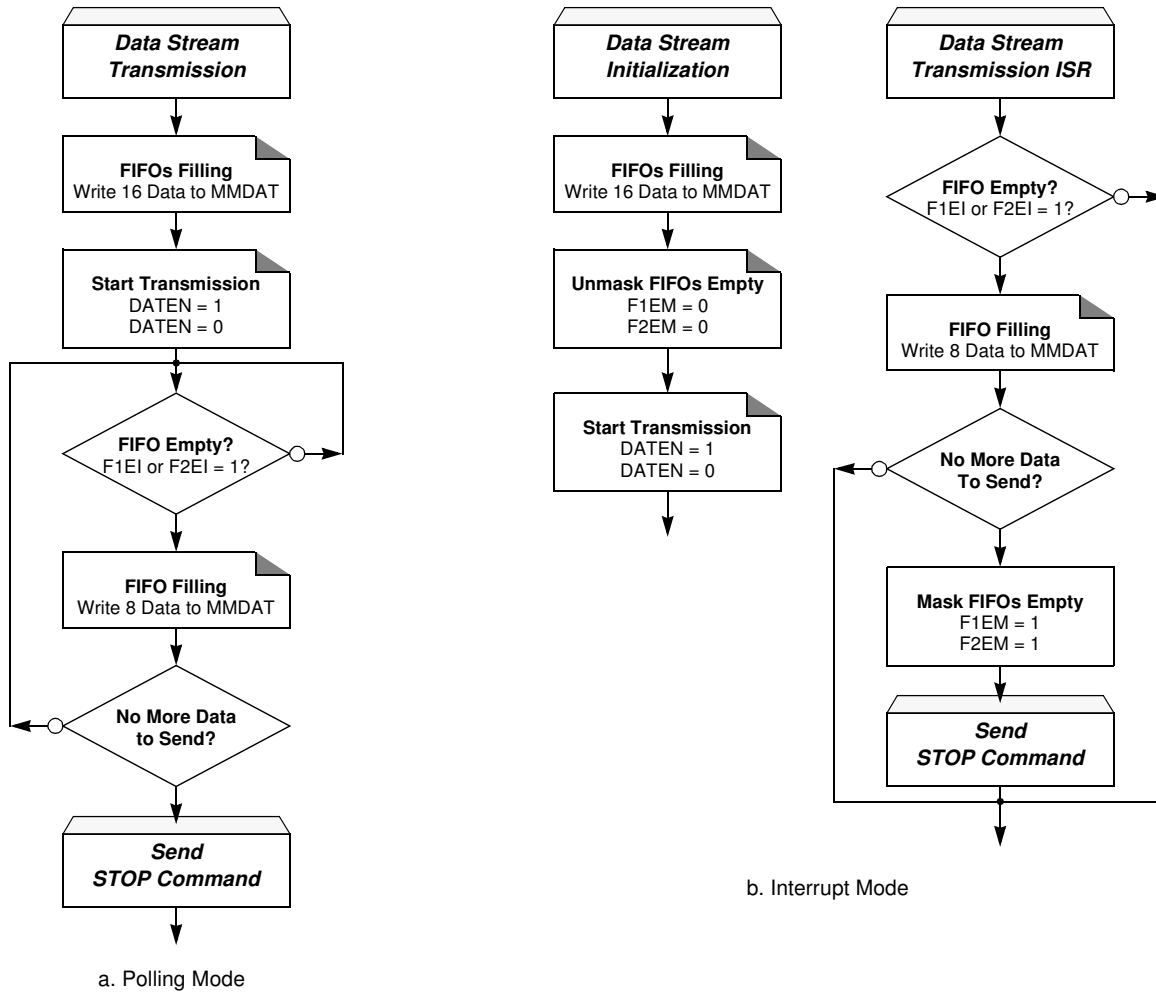 Data Stream
Transmission
FIFOs Filling
Write 16 Data to MMDAT
Start Transmission
DATEN = 1
DATEN = 0
FIFO Empty?
F1EI or F2EI = 1?
FIFO Filling
Write 8 Data to MMDAT
No More Data
to Send?
Send
STOP Command
a. Polling Mode
Data Stream
Initialization
FIFOs Filling
Write 16 Data to MMDAT
Unmask FIFOs Empty
F1EM = 0
F2EM = 0
Start Transmission
DATEN = 1
DATEN = 0
Data Stream
Transmission ISR
FIFO Empty?
F1EI or F2EI = 1?
FIFO Filling
Write 8 Data to MMDAT
No More Data
To Send?
Mask FIFOs Empty
F1EM = 1
F2EM = 1
Send
STOP Command
b. Interrupt Mode